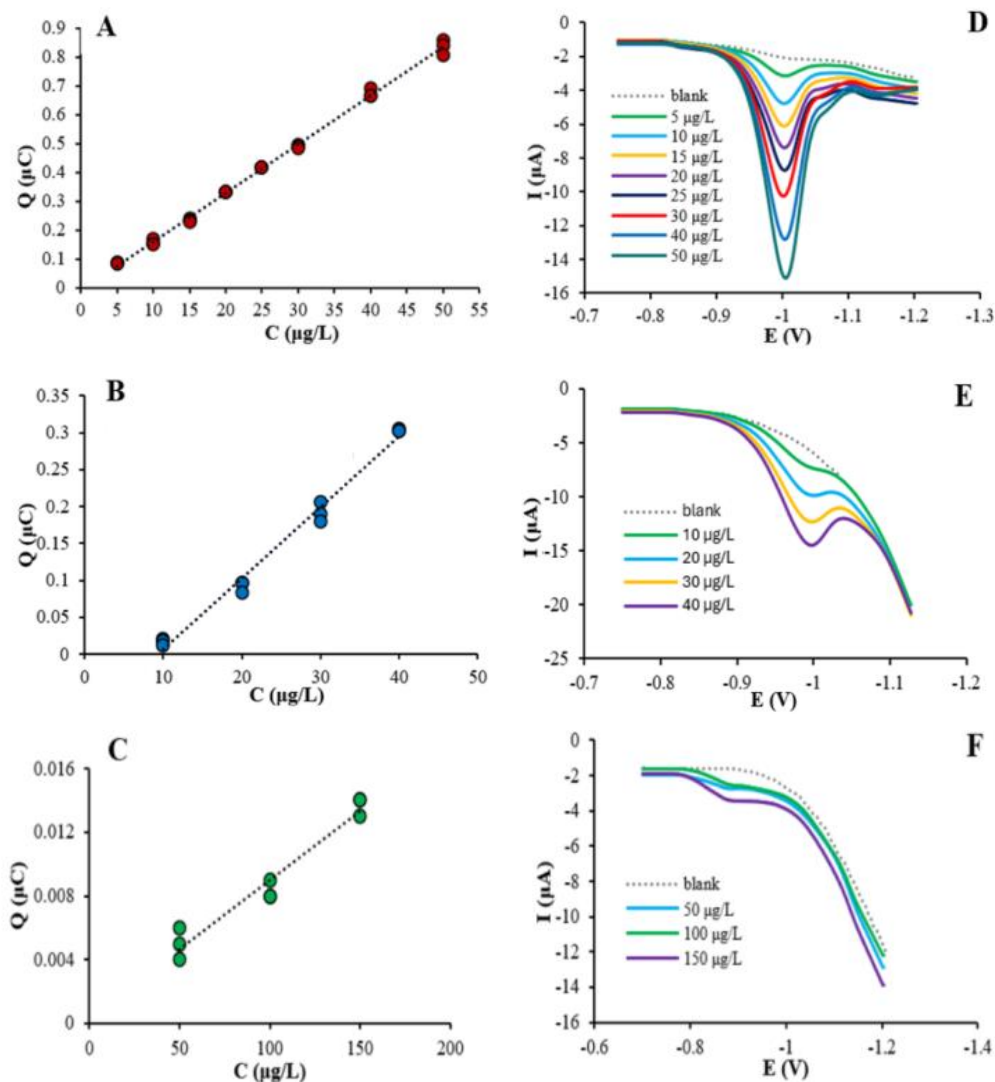 A
0.9
0.8
0.7
0.6
0.5
0.4
0.3
0.2
0.1
0
Q (µC)
0 5 10 15 20 25 30 35 40 45 50 55
C (µg/L)
D
0
-2
-4
-6
-8
-10
-12
-14
-16
I (µA)
blank
5 µg/L
10 µg/L
15 µg/L
20 µg/L
25 µg/L
30 µg/L
40 µg/L
50 µg/L
-0.7 -0.8 -0.9 -1 -1.1 -1.2 -1.3
E (V)
B
0.35
0.3
0.25
0.2
0.15
0.1
0.05
0
Q (µC)
0 10 20 30 40 50
C (µg/L)
E
0
-5
-10
-15
-20
-25
I (µA)
blank
10 µg/L
20 µg/L
30 µg/L
40 µg/L
-0.7 -0.8 -0.9 -1 -1.1 -1.2
E (V)
C
0.016
0.012
0.008
0.004
0
Q (µC)
0 50 100 150 200
C (µg/L)
F
0
-2
-4
-6
-8
-10
-12
-14
-16
I (µA)
blank
50 µg/L
100 µg/L
150 µg/L
-0.6 -0.8 -1 -1.2 -1.4
E (V)